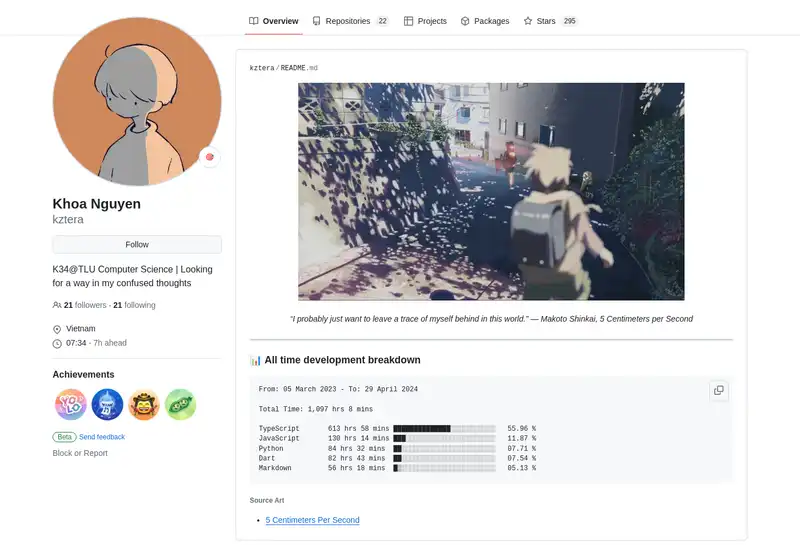 Overview
Repositories 22
Projects
Packages
Stars 295
kztera / README.md
Khoa Nguyen
kztera
Follow
K34@TLU Computer Science | Looking
for a way in my confused thoughts
21 followers · 21 following
Vietnam
07:34 - 7h ahead
Achievements
YOLO
Beta Send feedback
Block or Report
"I probably just want to leave a trace of myself behind in this world." — Makoto Shinkai, 5 Centimeters per Second
All time development breakdown
From: 05 March 2023 - To: 29 April 2024
Total Time: 1,097 hrs 8 mins
TypeScript 613 hrs 58 mins 55.96 %
JavaScript 130 hrs 14 mins 11.87 %
Python 84 hrs 32 mins 07.71 %
Dart 82 hrs 43 mins 07.54 %
Markdown 56 hrs 18 mins 05.13 %
Source Art
5 Centimeters Per Second